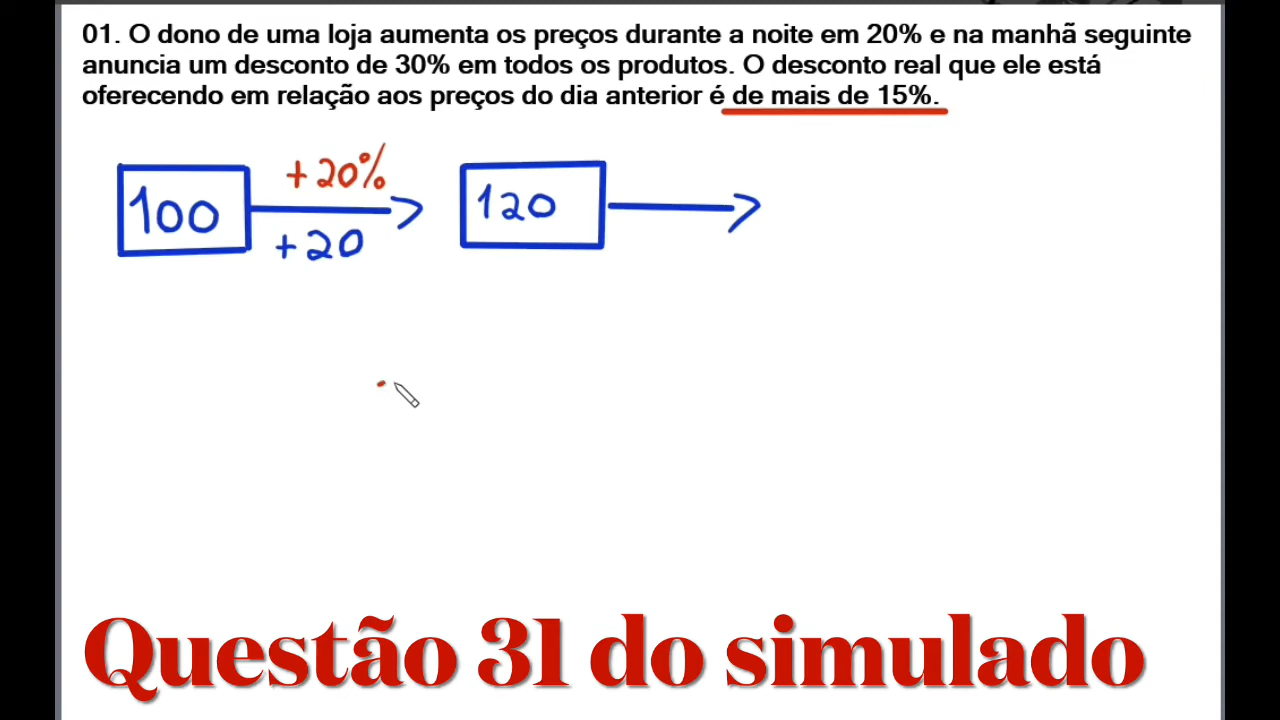 01. O dono de uma loja aumenta os preços durante a noite em 20% e na manhã seguinte
anuncia um desconto de 30% em todos os produtos. O desconto real que ele está
oferecendo em relação aos preços do dia anterior é de mais de 15%.
+20%
100
120
+20
Questão 31 do simulado